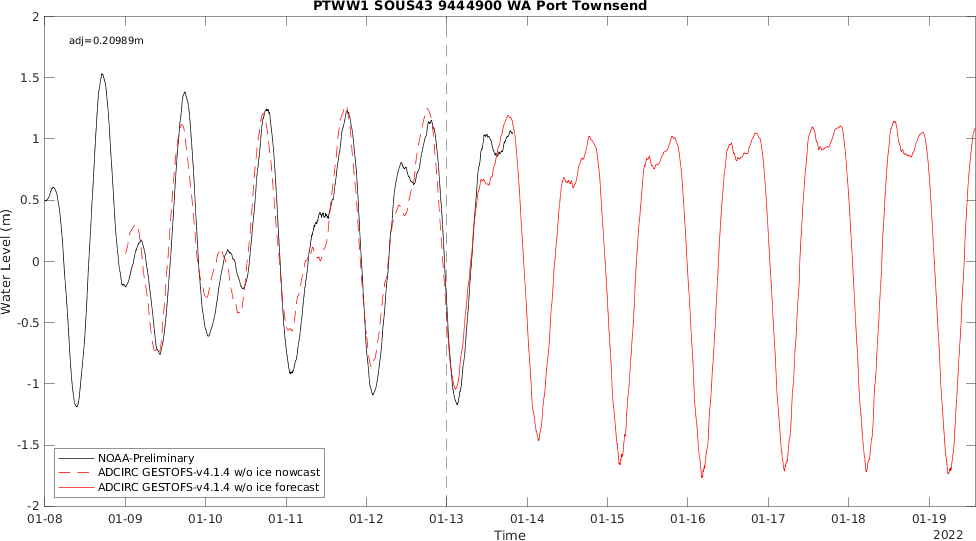 PTWW1 SOUS43 9444900 WA Port Townsend
adj=0.20989m
Water Level (m)
2
1.5
1
0.5
0
-0.5
-1
-1.5
-2
NOAA-Preliminary
ADCIRC GESTOFS-v4.1.4 w/o ice nowcast
ADCIRC GESTOFS-v4.1.4 w/o ice forecast
01-08 01-09 01-10 01-11 01-12 01-13 01-14 01-15 01-16 01-17 01-18 01-19
Time
2022